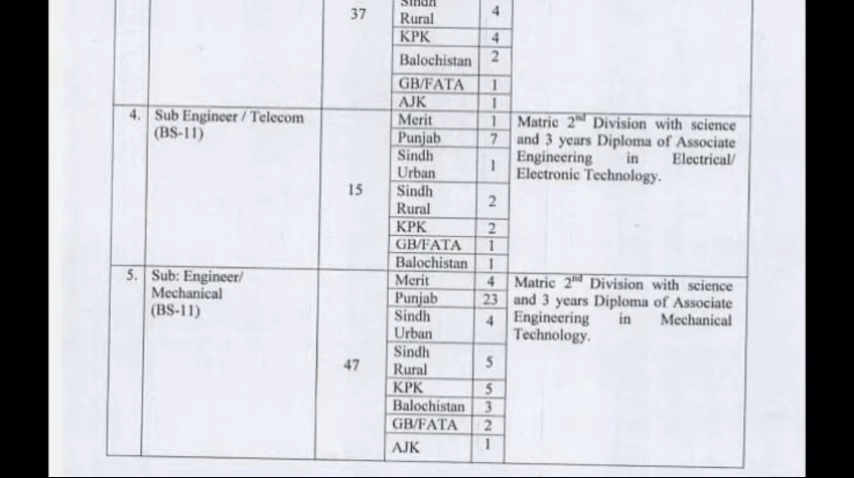 37
Sindh
Rural 4
KPK 4
Balochistan 2
GB/FATA 1
AJK 1
4. Sub Engineer / Telecom
(BS-11)
15
Merit 1
Punjab 7
Sindh
Urban 1
Sindh
Rural 2
KPK 2
GB/FATA 1
Balochistan 1
Matric 2nd Division with science
and 3 years Diploma of Associate
Engineering in Electrical/
Electronic Technology.
5. Sub: Engineer/
Mechanical
(BS-11)
47
Merit 4
Punjab 23
Sindh
Urban 4
Sindh
Rural 5
KPK 5
Balochistan 3
GB/FATA 2
AJK 1
Matric 2nd Division with science
and 3 years Diploma of Associate
Engineering in Mechanical
Technology.